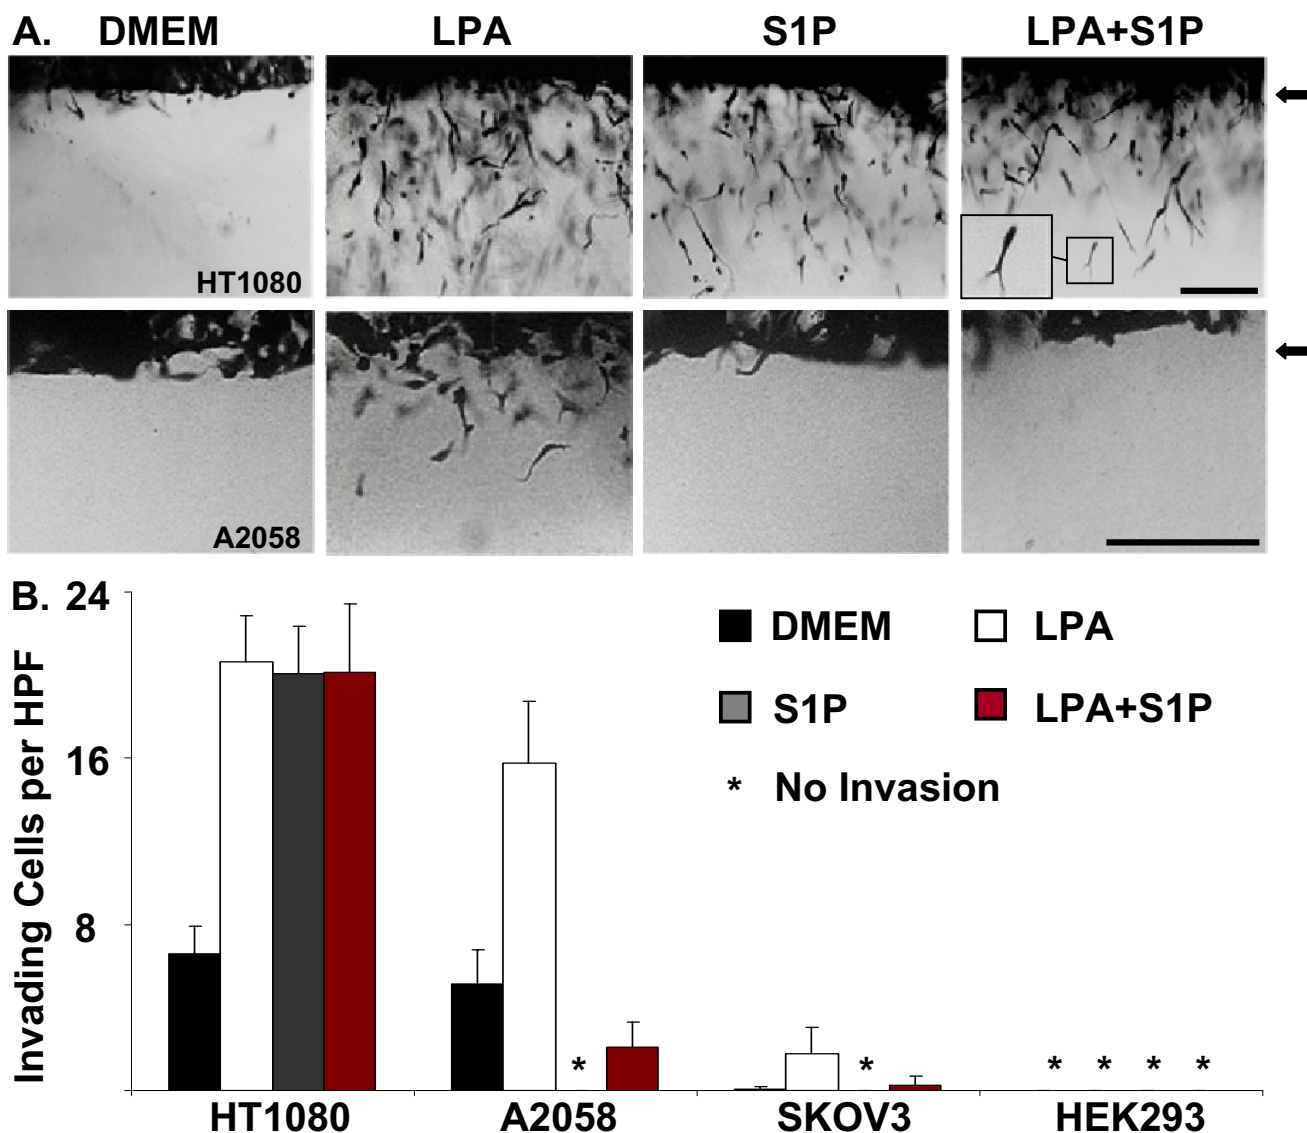 A. DMEM LPA S1P LPA+S1P
HT1080
A2058
B.
Invading Cells per HPF
24
16
8
DMEM LPA
S1P LPA+S1P
* No Invasion
*
*
* * * *
HT1080 A2058 SKOV3 HEK293